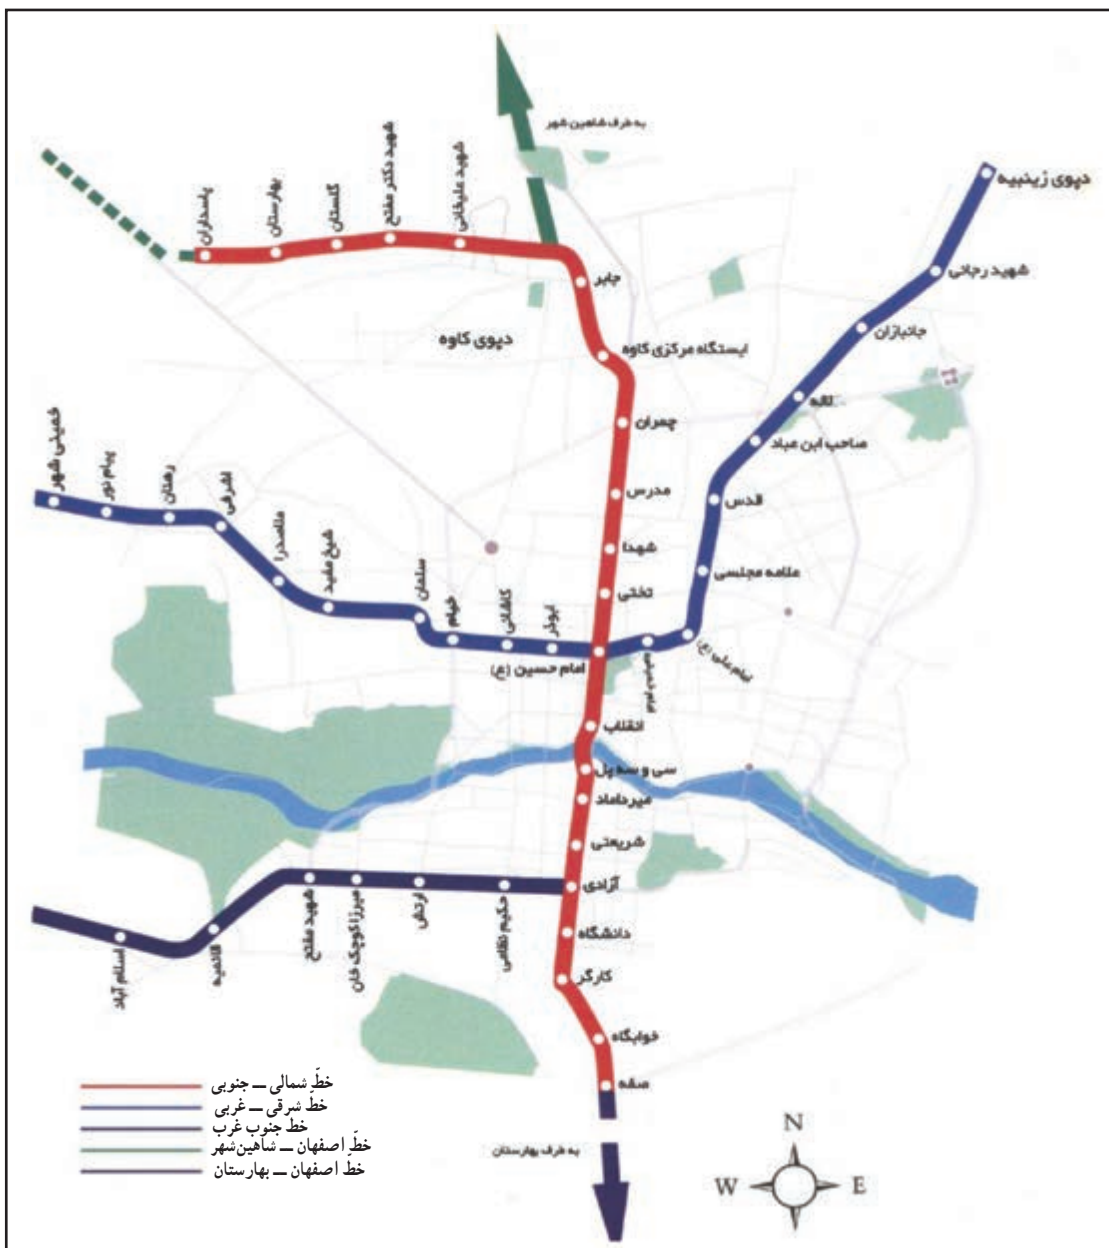 به طرف شاهین شهر
دپوی زینبیه
شهید رجائی
جانبازان
لاله
صاحب ابن عباد
قدس
علامه مجلسی
امام علی (ع)
پاسداران
بهارستان
گلستان
شهید دکتر مفتح
شهید علیخانی
جابر
دپوی کاوه
ایستگاه مرکزی کاوه
چمران
مدرس
شهدا
تختی
خمینی شهر
پیام نور
رهنان
اشرفی
ملاصدرا
شیخ مفید
سلمان
خیام
کاشانی
ابوذر
امام حسین (ع)
انقلاب
سی و سه پل
میرداماد
شریعتی
آزادی
دانشگاه
کارگر
خوابگاه
صفه
اسلام آباد
قائمیه
شهید مفتح
میرزا کوچک خان
ارتش
حکیم نظامی
به طرف بهارستان
خطّ شمالی ــ جنوبی
خطّ شرقی ــ غربی
خط جنوب غرب
خطّ اصفهان ــ شاهین‌شهر
خطّ اصفهان ــ بهارستان
N
W
E
S